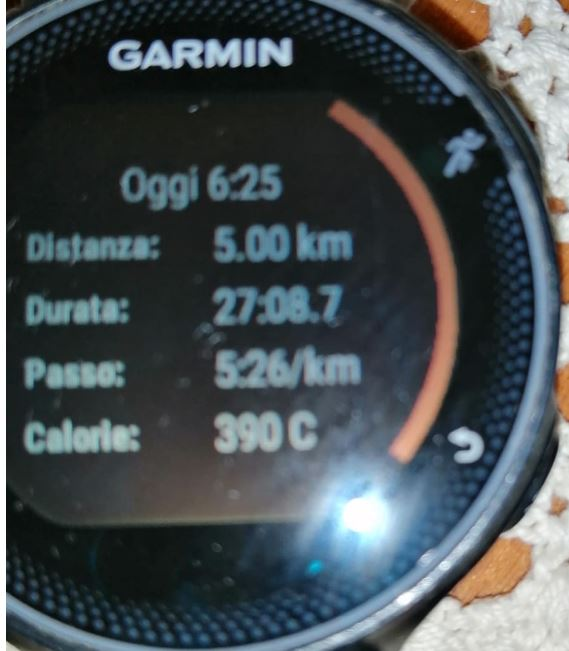 GARMIN
Oggi 6:25
Distanza: 5.00 km
Durata: 27:08.7
Passo: 5:26/km
Calorie: 390 C